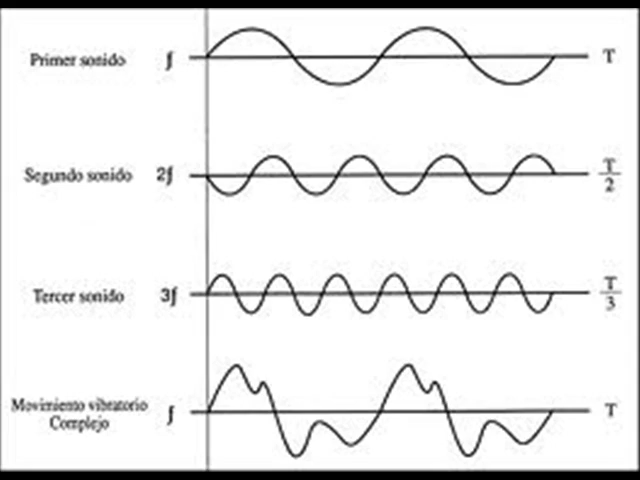 Primer sonido f T
Segundo sonido 2f T/2
Tercer sonido 3f T/3
Movimiento vibratorio
Complejo f T